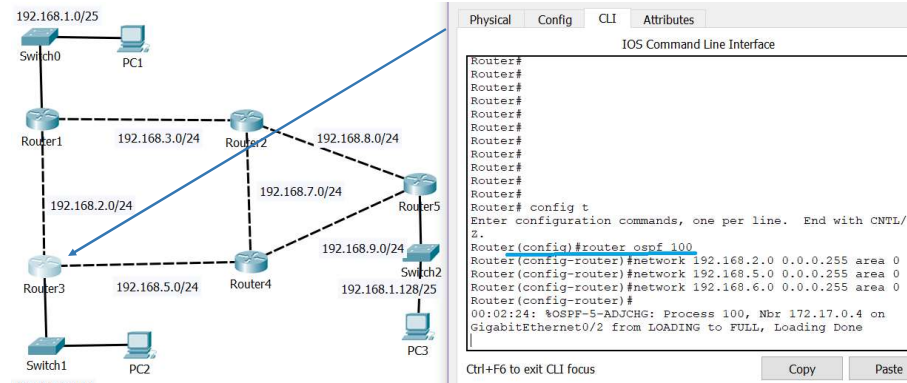 192.168.1.0/25
Switch0
PC1
Router1
192.168.3.0/24
Router2
192.168.8.0/24
192.168.2.0/24
192.168.7.0/24
Router5
192.168.9.0/24
Router3
192.168.5.0/24
Router4
Switch2
192.168.1.128/25
PC3
Switch1
PC2
Physical Config CLI Attributes
IOS Command Line Interface
Router#
Router#
Router#
Router#
Router#
Router#
Router#
Router#
Router#
Router#
Router#
Router# config t
Enter configuration commands, one per line. End with CNTL/
Z.
Router(config)#router ospf 100
Router(config-router)#network 192.168.2.0 0.0.0.255 area 0
Router(config-router)#network 192.168.5.0 0.0.0.255 area 0
Router(config-router)#network 192.168.6.0 0.0.0.255 area 0
Router(config-router)#
00:02:24: %OSPF-5-ADJCHG: Process 100, Nbr 172.17.0.4 on
GigabitEthernet0/2 from LOADING to FULL, Loading Done
Ctrl+F6 to exit CLI focus
Copy
Paste